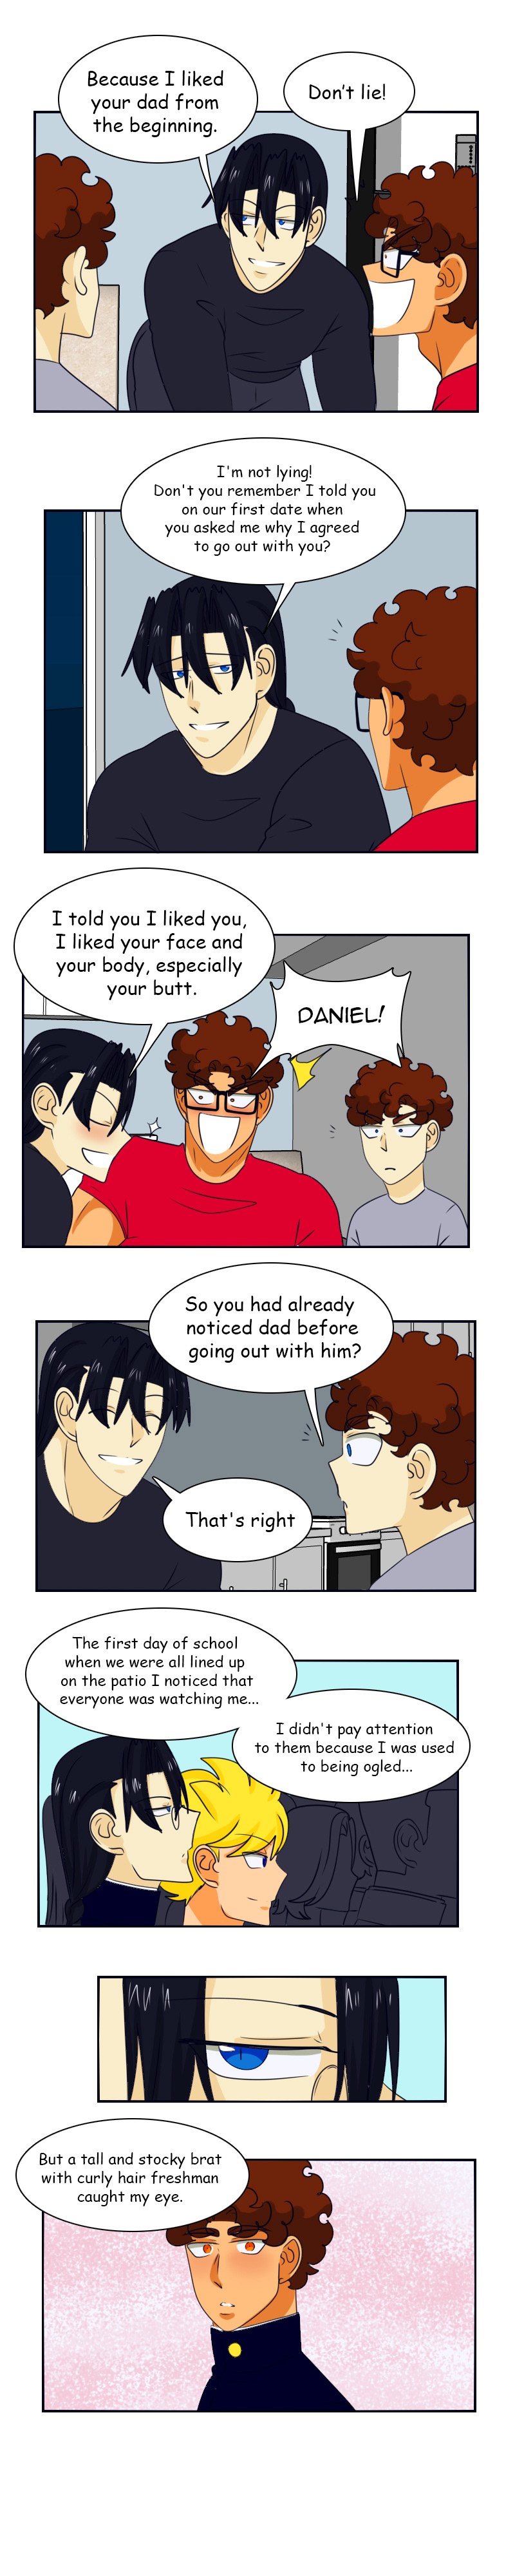 Because I liked
your dad from
the beginning.
Don't lie!
I'm not lying!
Don't you remember I told you
on our first date when
you asked me why I agreed
to go out with you?
I told you I liked you,
I liked your face and
your body, especially
your butt.
DANIEL!
So you had already
noticed dad before
going out with him?
That's right
The first day of school
when we were all lined up
on the patio I noticed that
everyone was watching me...
I didn't pay attention
to them because I was used
to being ogled...
But a tall and stocky brat
with curly hair freshman
caught my eye.